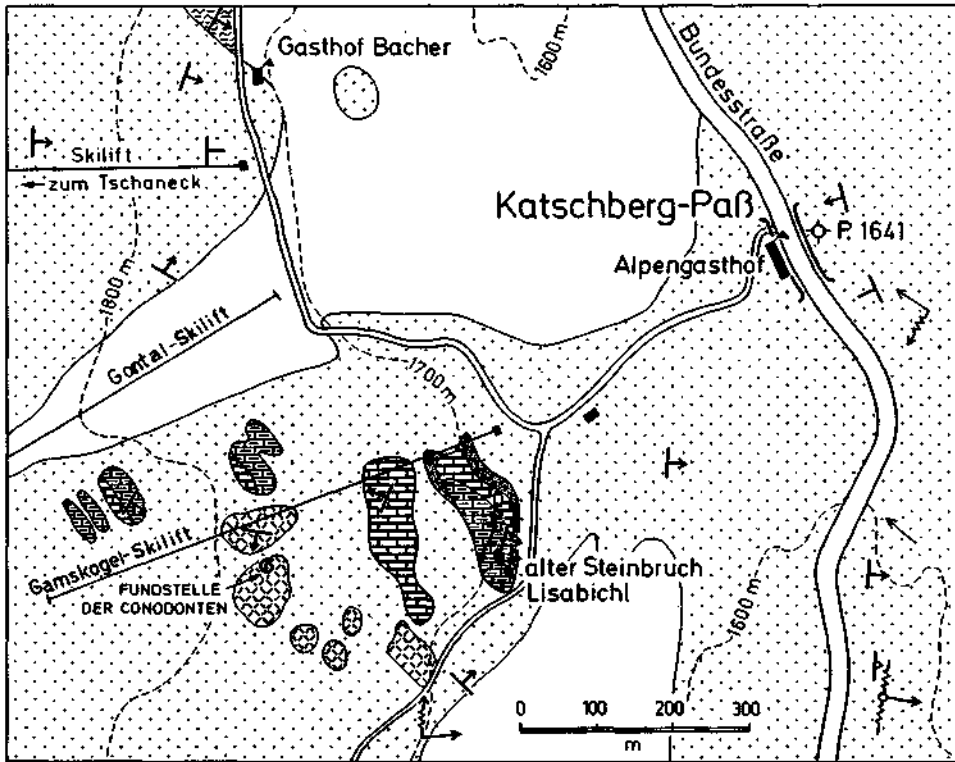 Gasthof Bacher
1600 m
Bundesstraße
Skilift
← zum Tschaneck
Katschberg-Paß
P. 1641
Alpengasthof
1800 m
Gontal-Skilift
1700 m
Gamskogel-Skilift
FUNDSTELLE
DER CONODONTEN
alter Steinbruch
Lisabichl
1600 m
0 100 200 300
m